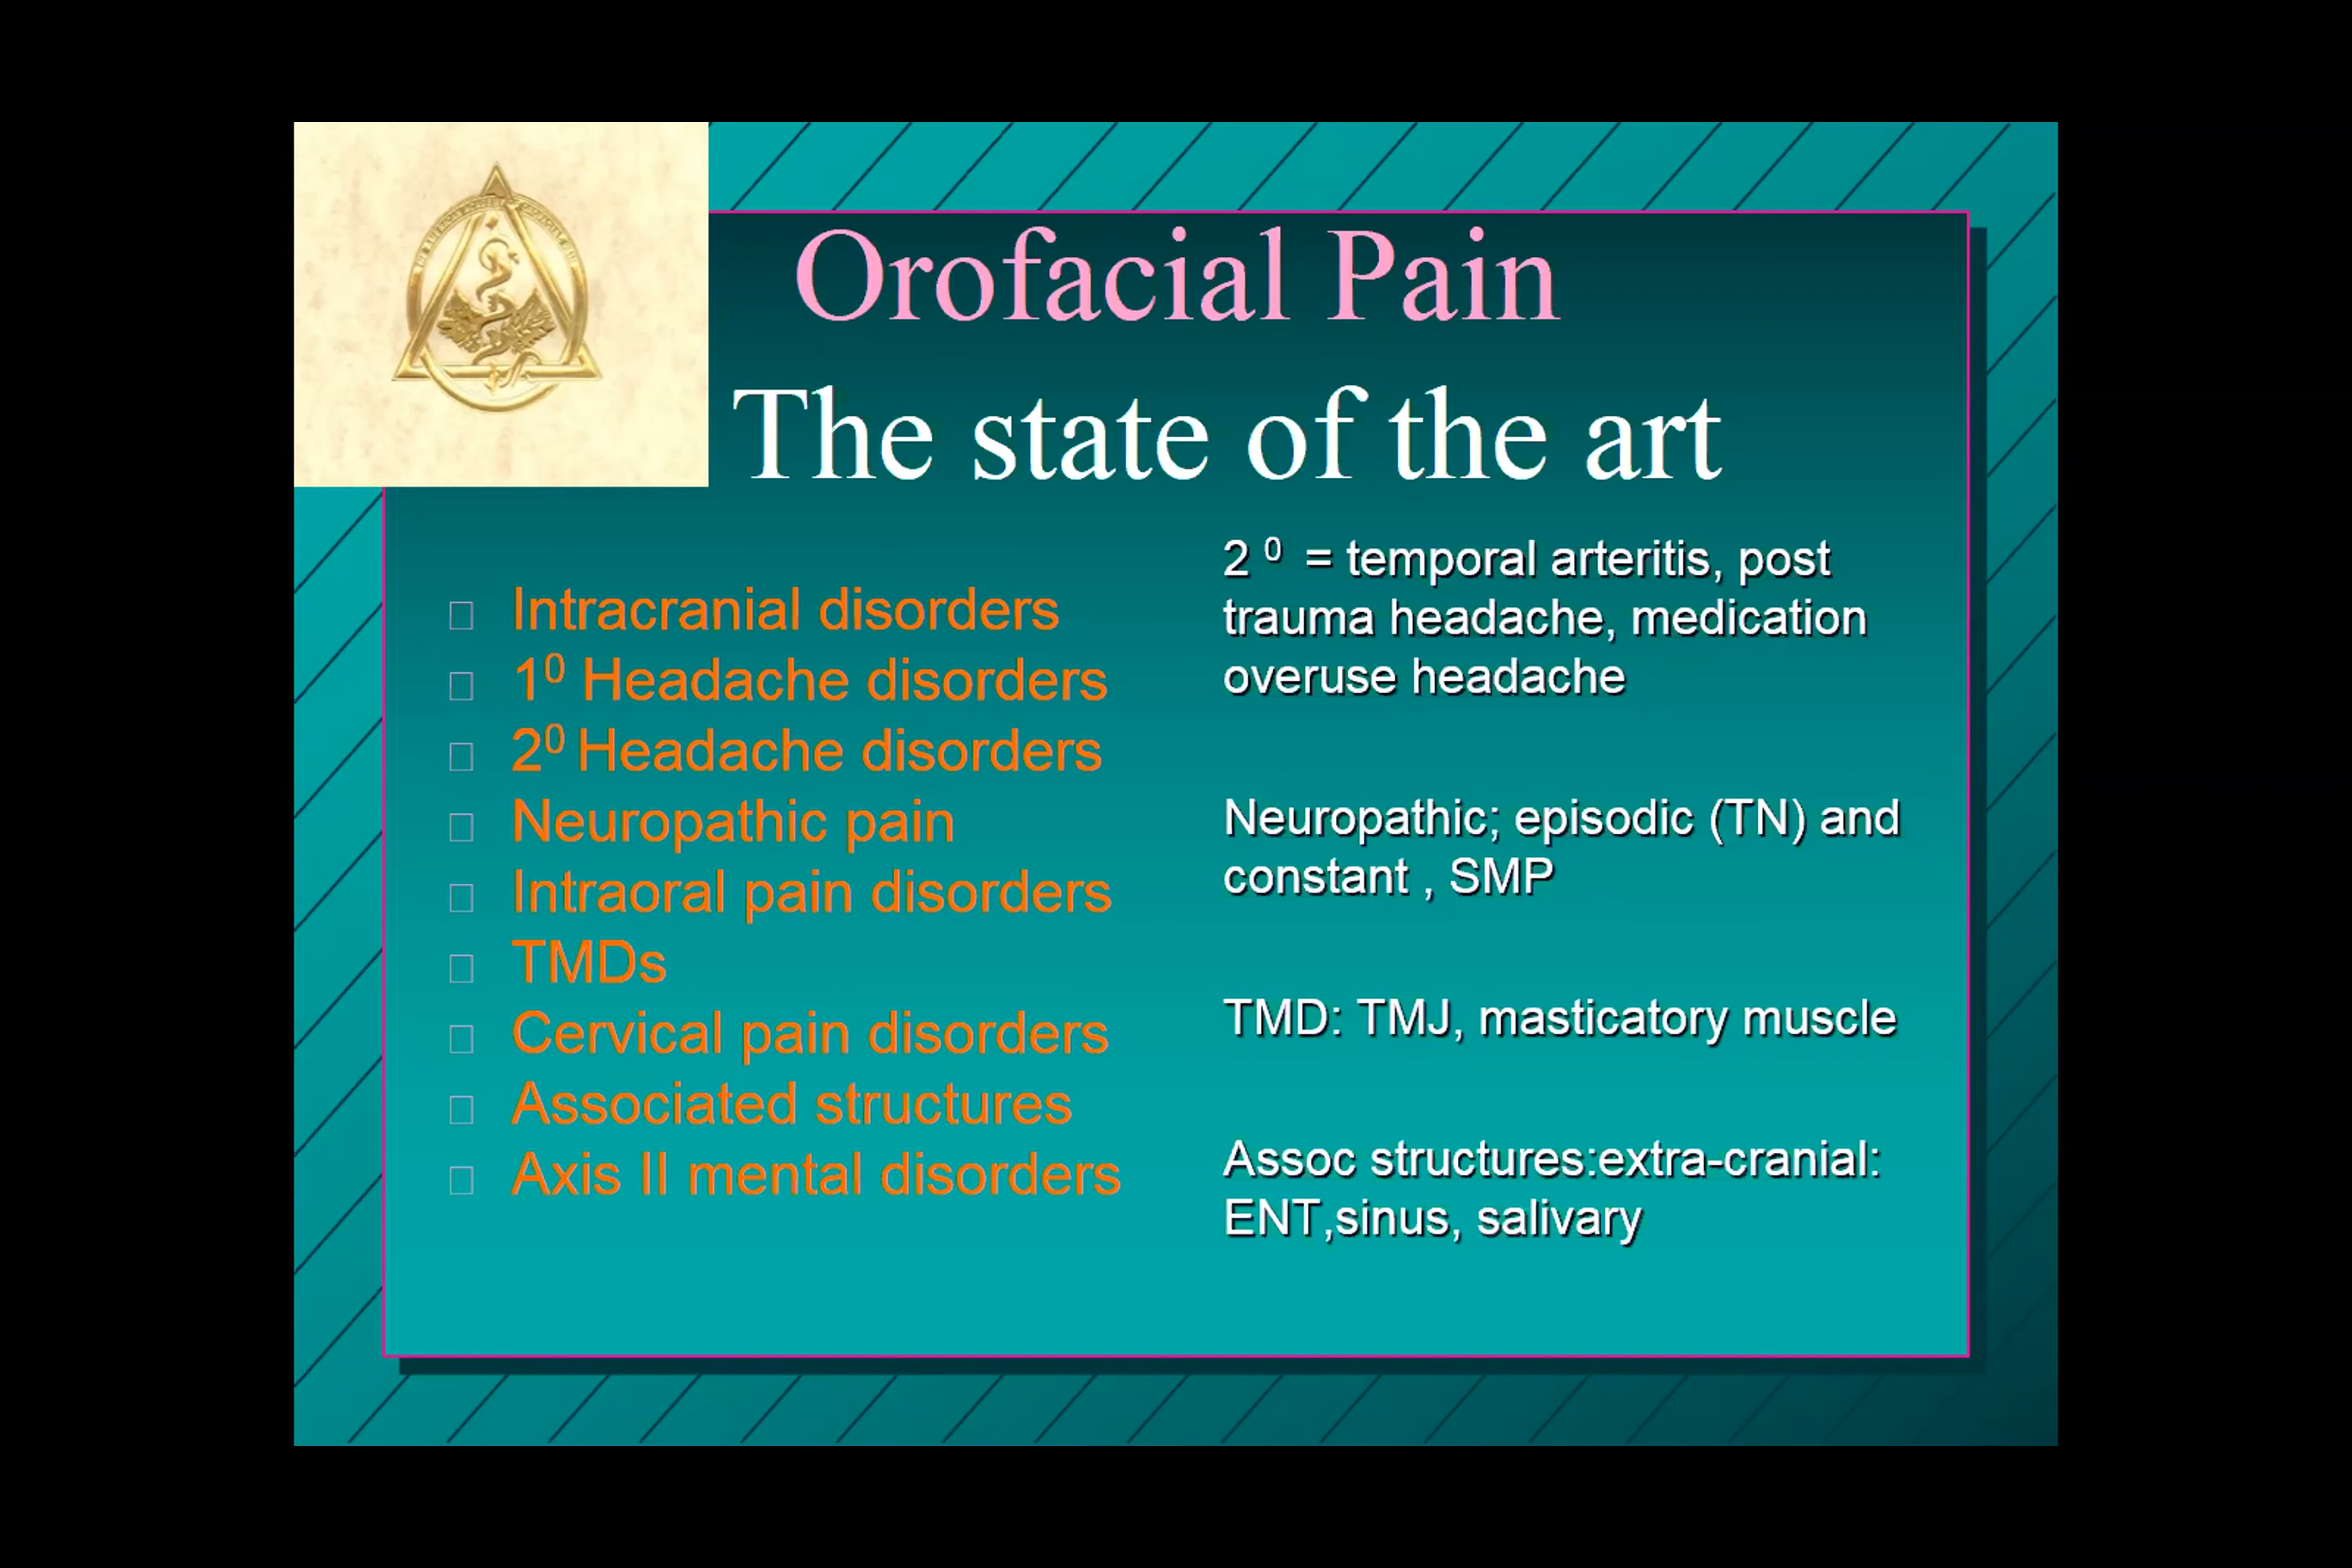 Orofacial Pain
The state of the art
Intracranial disorders
1⁰ Headache disorders
2⁰ Headache disorders
Neuropathic pain
Intraoral pain disorders
TMDs
Cervical pain disorders
Associated structures
Axis II mental disorders
2 ⁰ = temporal arteritis, post
trauma headache, medication
overuse headache
Neuropathic; episodic (TN) and
constant , SMP
TMD: TMJ, masticatory muscle
Assoc structures:extra-cranial:
ENT,sinus, salivary